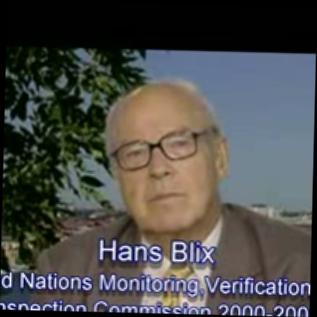 Hans Blix
d Nations Monitoring, Verification
nspection Commission 2000-200